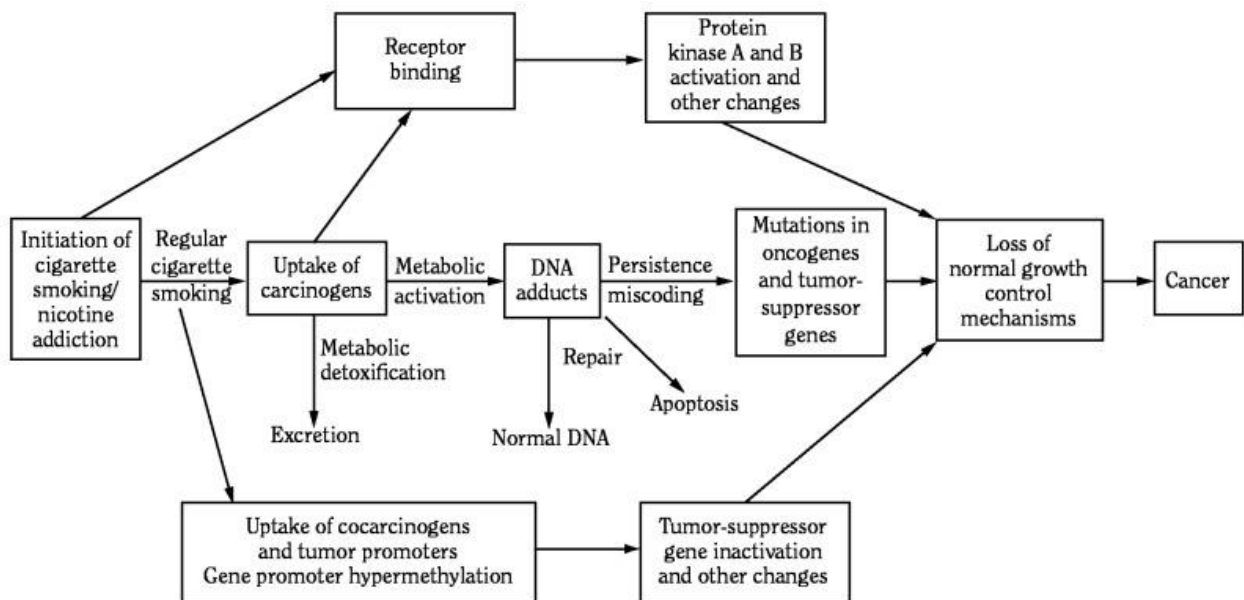 Receptor
binding
Protein
kinase A and B
activation and
other changes
Initiation of
cigarette
smoking/
nicotine
addiction
Regular
cigarette
smoking
Uptake of
carcinogens
Metabolic
activation
DNA
adducts
Persistence
miscoding
Mutations in
oncogenes
and tumor-
suppressor
genes
Loss of
normal growth
control
mechanisms
Cancer
Metabolic
detoxification
Excretion
Repair
Normal DNA
Apoptosis
Uptake of cocarcinogens
and tumor promoters
Gene promoter hypermethylation
Tumor-suppressor
gene inactivation
and other changes